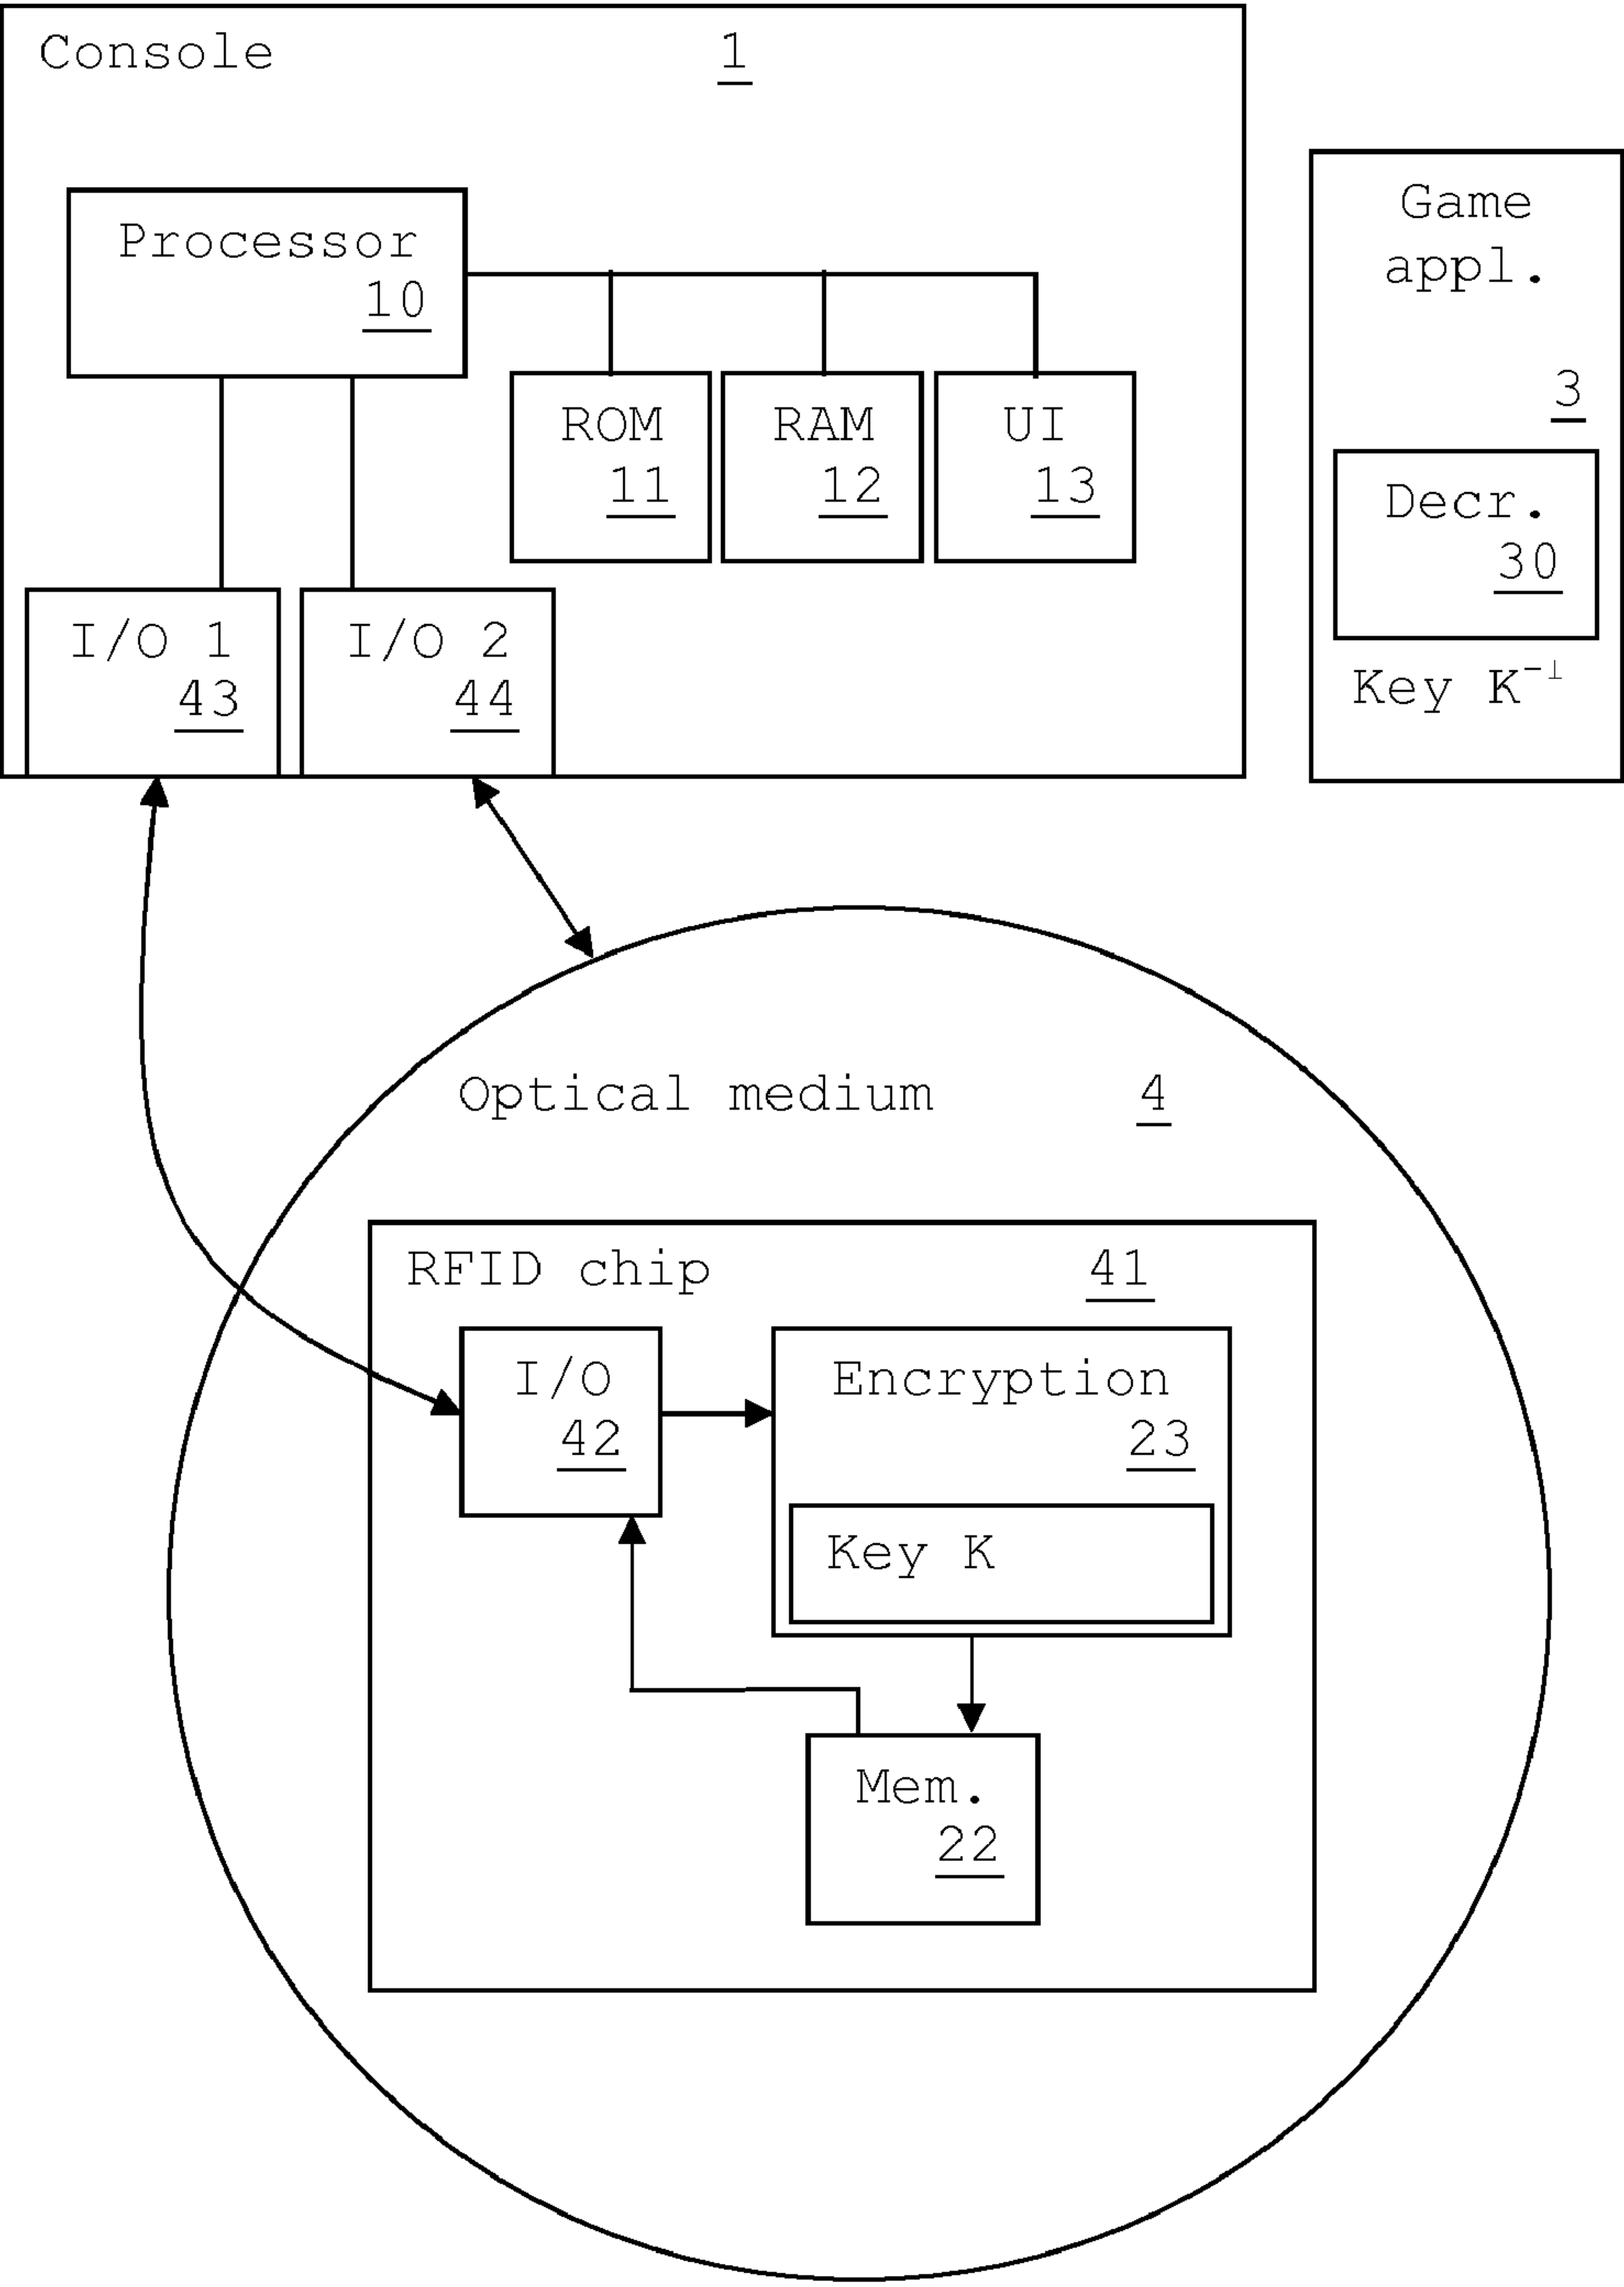 Console 1
Processor
10
ROM
11
RAM
12
UI
13
I/O 1
43
I/O 2
44
Game
appl.
3
Decr.
30
Key K⁻¹
Optical medium 4
RFID chip 41
I/O
42
Encryption
23
Key K
Mem.
22